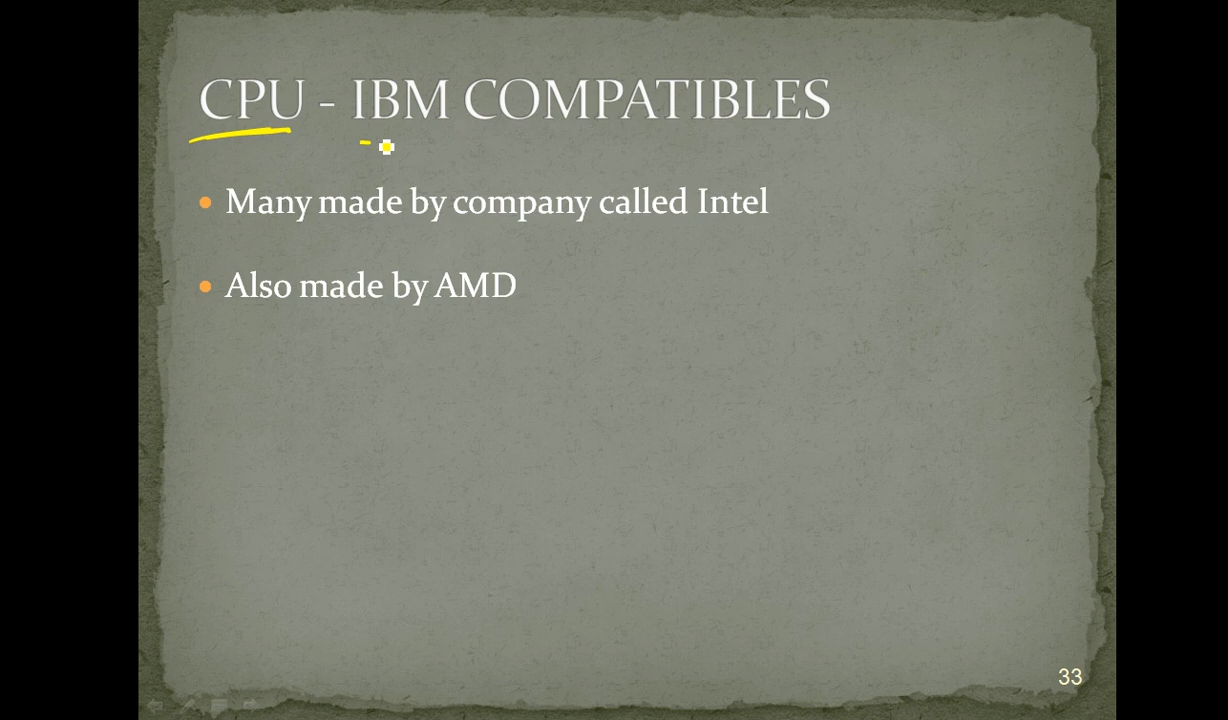 CPU - IBM COMPATIBLES
• Many made by company called Intel
• Also made by AMD
33